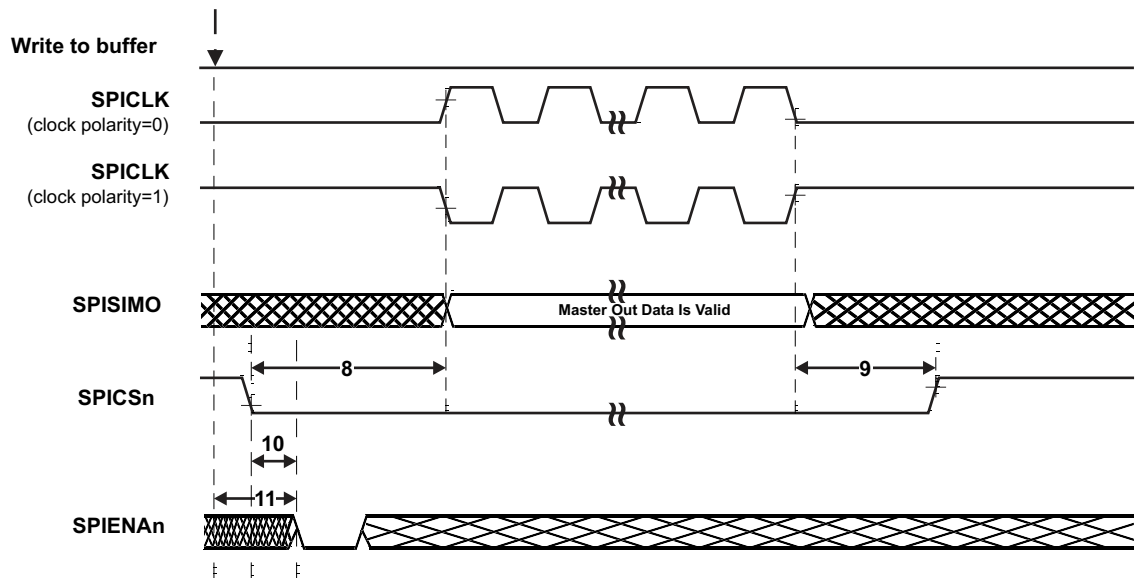 Write to buffer
SPICLK
(clock polarity=0)
SPICLK
(clock polarity=1)
SPISIMO
Master Out Data Is Valid
8
9
SPICSn
10
11
SPIENAn